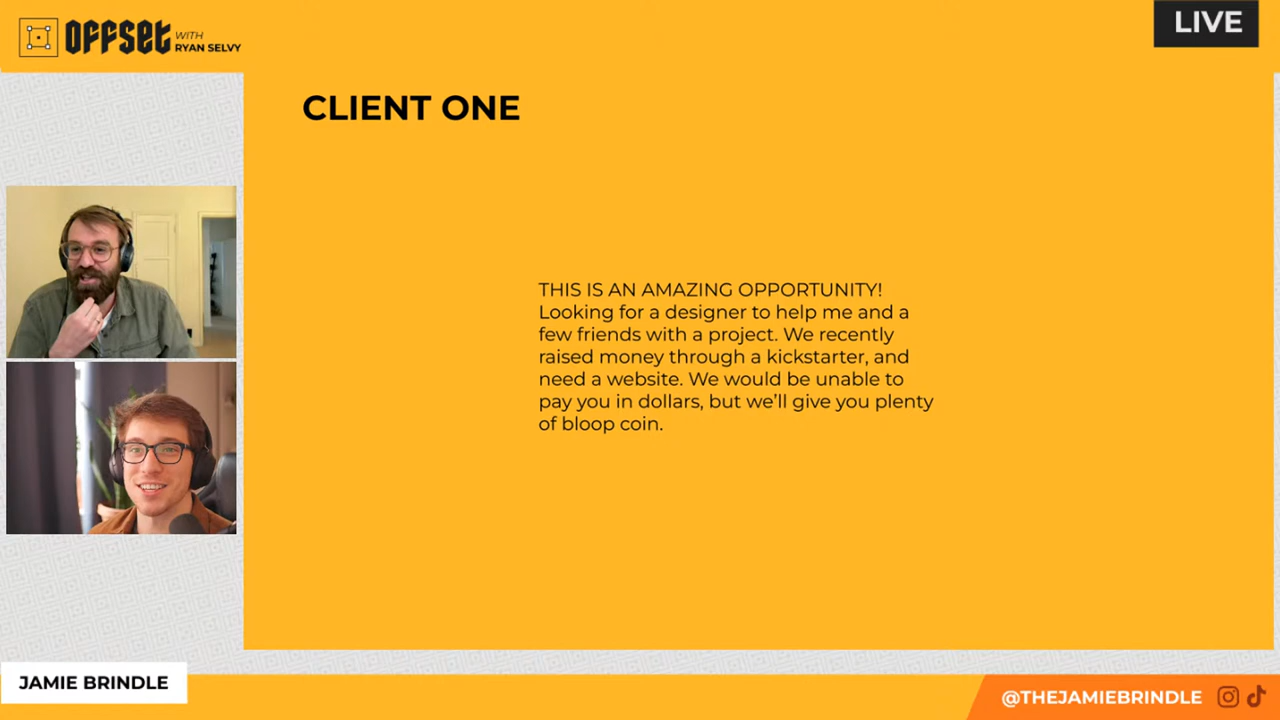 OFFSET
WITH
RYAN SELVY
LIVE
CLIENT ONE
THIS IS AN AMAZING OPPORTUNITY!
Looking for a designer to help me and a
few friends with a project. We recently
raised money through a kickstarter, and
need a website. We would be unable to
pay you in dollars, but we’ll give you plenty
of bloop coin.
JAMIE BRINDLE
@THEJAMIEBRINDLE